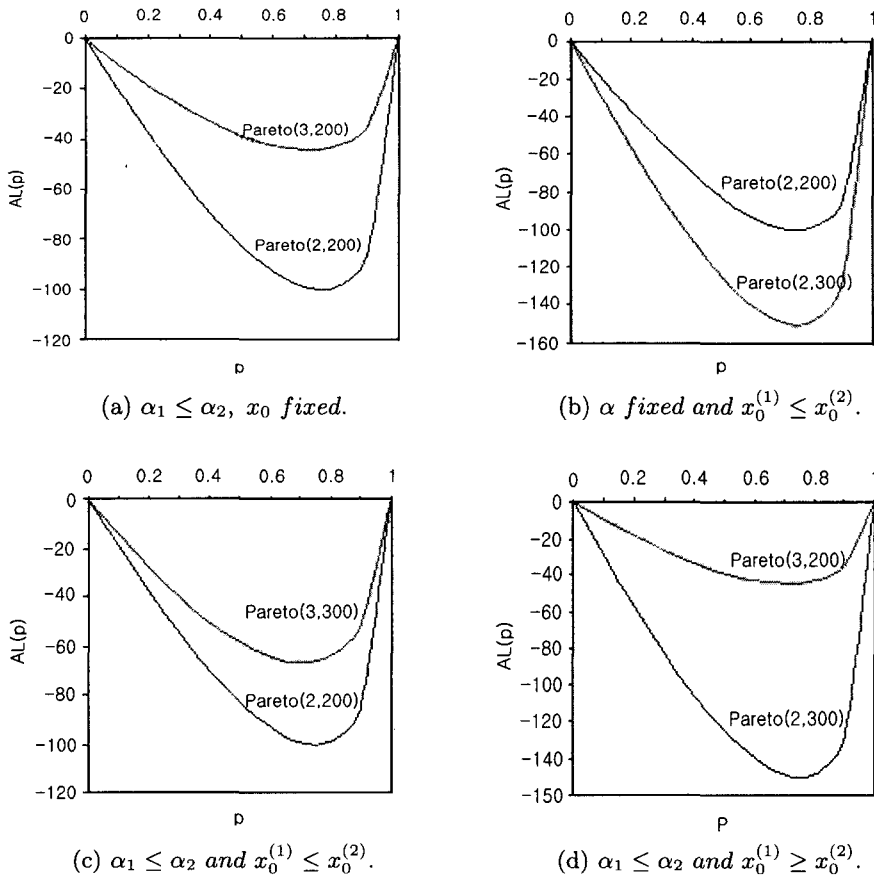 0 0.2 0.4 0.6 0.8 1
0
-20
-40
-60
-80
-100
-120
AL(p)
Pareto(3,200)
Pareto(2,200)
p
(a) α₁ ≤ α₂, x₀ fixed.
0 0.2 0.4 0.6 0.8 1
0
-20
-40
-60
-80
-100
-120
-140
-160
AL(p)
Pareto(2,200)
Pareto(2,300)
p
(b) α fixed and x₀⁽¹⁾ ≤ x₀⁽²⁾.
0 0.2 0.4 0.6 0.8 1
0
-20
-40
-60
-80
-100
-120
AL(p)
Pareto(3,300)
Pareto(2,200)
p
(c) α₁ ≤ α₂ and x₀⁽¹⁾ ≤ x₀⁽²⁾.
0 0.2 0.4 0.6 0.8 1
0
-20
-40
-60
-80
-100
-120
-140
-150
AL(p)
Pareto(3,200)
Pareto(2,300)
P
(d) α₁ ≤ α₂ and x₀⁽¹⁾ ≥ x₀⁽²⁾.